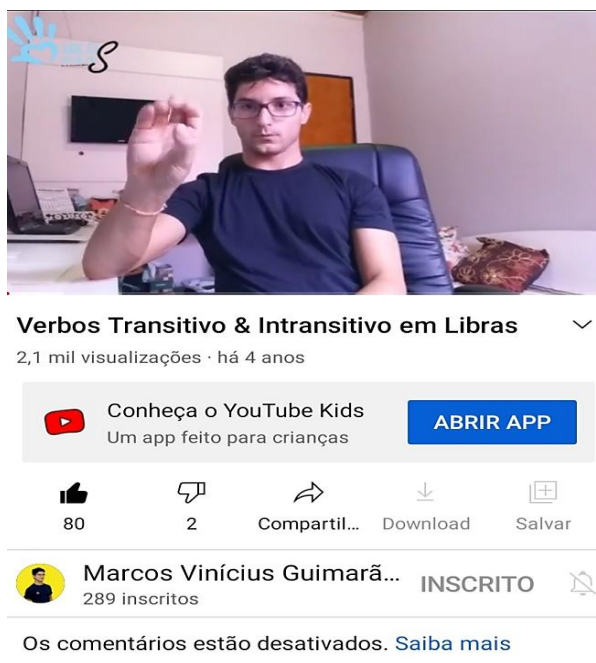 S
Verbos Transitivo & Intransitivo em Libras
2,1 mil visualizações · há 4 anos
Conheça o YouTube Kids
Um app feito para crianças
ABRIR APP
80
2
Compartil...
Download
Salvar
Marcos Vinícius Guimarã...
289 inscritos
INSCRITO
Os comentários estão desativados. Saiba mais